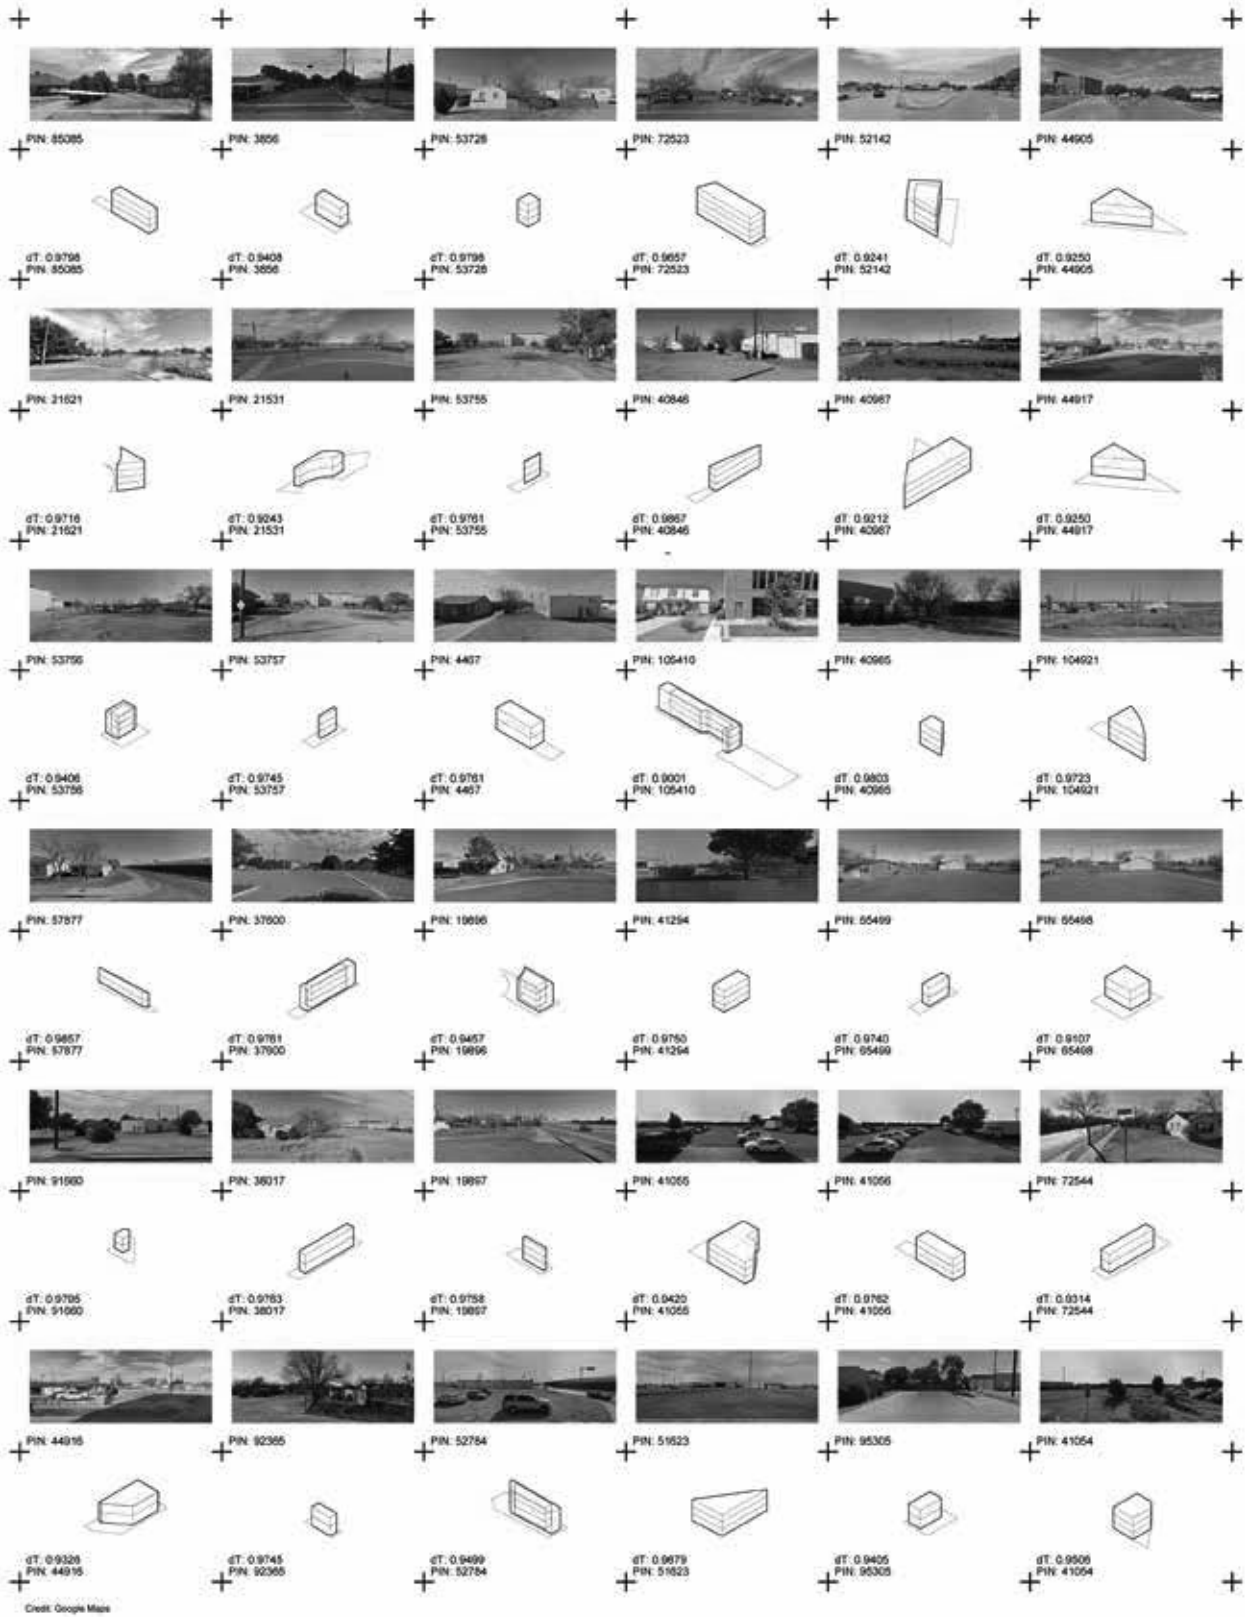 PIN: 85085 PIN: 3856 PIN: 53728 PIN: 72523 PIN: 52142 PIN: 44905
dT: 0.9798 dT: 0.9408 dT: 0.9798 dT: 0.9657 dT: 0.9241 dT: 0.9250
PIN: 85085 PIN: 3856 PIN: 53728 PIN: 72523 PIN: 52142 PIN: 44905
PIN: 21621 PIN: 21531 PIN: 53755 PIN: 40846 PIN: 40987 PIN: 44917
dT: 0.9716 dT: 0.9243 dT: 0.9761 dT: 0.9867 dT: 0.9212 dT: 0.9250
PIN: 21621 PIN: 21531 PIN: 53755 PIN: 40846 PIN: 40987 PIN: 44917
PIN: 53756 PIN: 53757 PIN: 4467 PIN: 105410 PIN: 40985 PIN: 104921
dT: 0.9406 dT: 0.9745 dT: 0.9761 dT: 0.9001 dT: 0.9803 dT: 0.9723
PIN: 53756 PIN: 53757 PIN: 4467 PIN: 105410 PIN: 40985 PIN: 104921
PIN: 57877 PIN: 37600 PIN: 19896 PIN: 41294 PIN: 65499 PIN: 65498
dT: 0.9857 dT: 0.9761 dT: 0.9457 dT: 0.9750 dT: 0.9740 dT: 0.9107
PIN: 57877 PIN: 37600 PIN: 19896 PIN: 41294 PIN: 65499 PIN: 65498
PIN: 91660 PIN: 38017 PIN: 19897 PIN: 41055 PIN: 41056 PIN: 72544
dT: 0.9795 dT: 0.9763 dT: 0.9758 dT: 0.9420 dT: 0.9762 dT: 0.9314
PIN: 91660 PIN: 38017 PIN: 19897 PIN: 41055 PIN: 41056 PIN: 72544
PIN: 44916 PIN: 92365 PIN: 52784 PIN: 51623 PIN: 95305 PIN: 41054
dT: 0.9326 dT: 0.9745 dT: 0.9499 dT: 0.9679 dT: 0.9405 dT: 0.9506
PIN: 44916 PIN: 92365 PIN: 52784 PIN: 51623 PIN: 95305 PIN: 41054
Credit: Google Maps